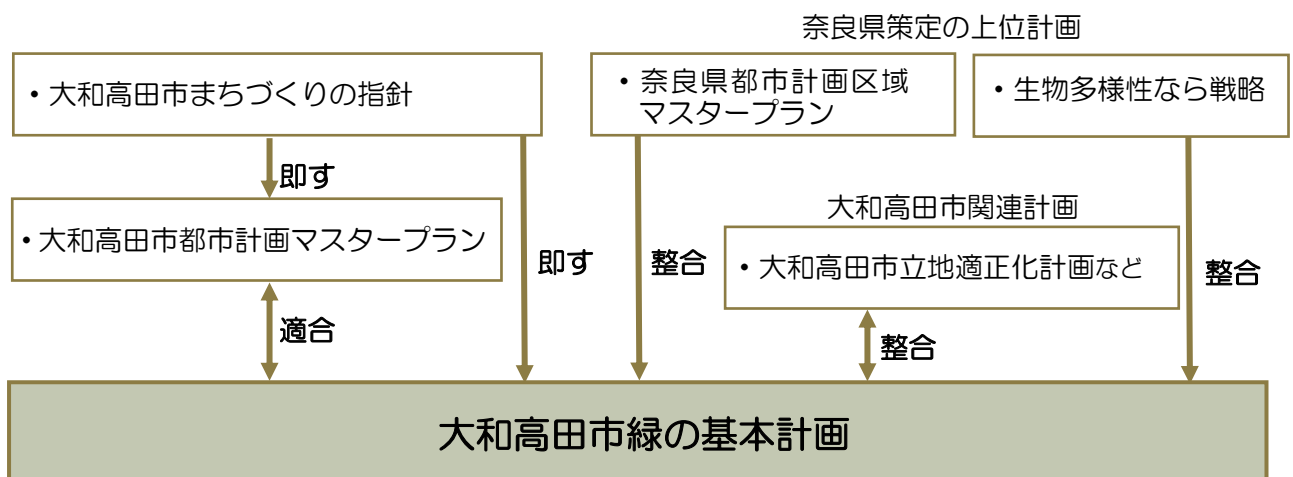 奈良県策定の上位計画
・大和高田市まちづくりの指針
・奈良県都市計画区域
マスタープラン
・生物多様性なら戦略
即す
大和高田市関連計画
・大和高田市都市計画マスタープラン
・大和高田市立地適正化計画など
即す
整合
整合
適合
整合
大和高田市緑の基本計画